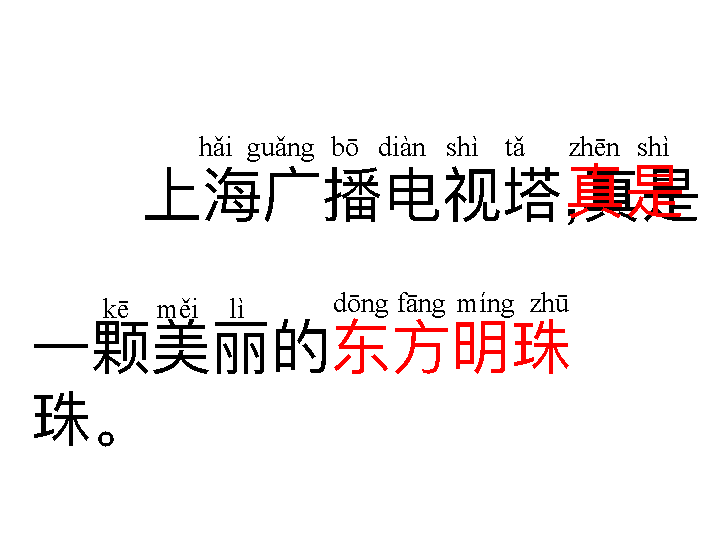 hǎi guǎng bō diàn shì tǎ zhēn shì
上海广播电视塔,真是
kē měi lì dōng fāng míng zhū
一颗美丽的东方明珠
珠。